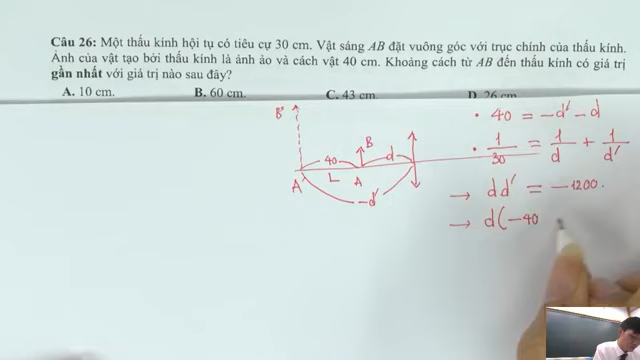 Câu 26: Một thấu kính hội tụ có tiêu cự 30 cm. Vật sáng AB đặt vuông góc với trục chính của thấu kính.
Ảnh của vật tạo bởi thấu kính là ảnh ảo và cách vật 40 cm. Khoảng cách từ AB đến thấu kính có giá trị
gần nhất với giá trị nào sau đây?
A. 10 cm. B. 60 cm. C. 43 cm. D. 26 cm.
B' • 40 = -d' - d
B
40 d • 1/30 = 1/d + 1/d'
A' L A
-d' → dd' = -1200.
→ d(-40